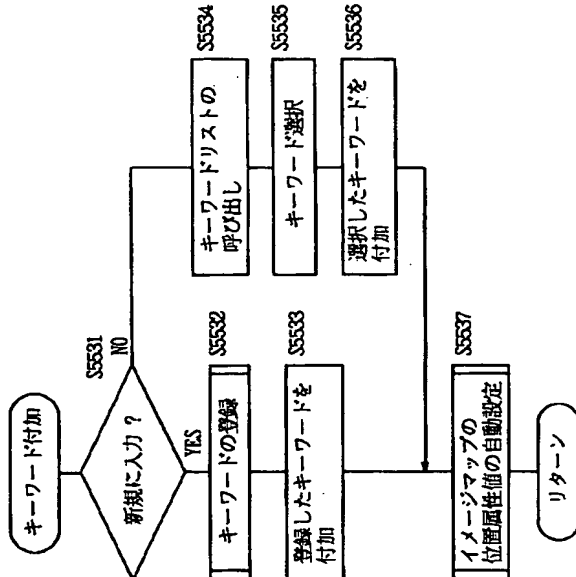 キーワード付加
S5531
新規に入力?
NO
YES
S5532
キーワードの登録
S5533
登録したキーワードを
付加
S5534
キーワードリストの
呼び出し
S5535
キーワード選択
S5536
選択したキーワードを
付加
S5537
イメージマップの
位置属性値の自動設定
リターン